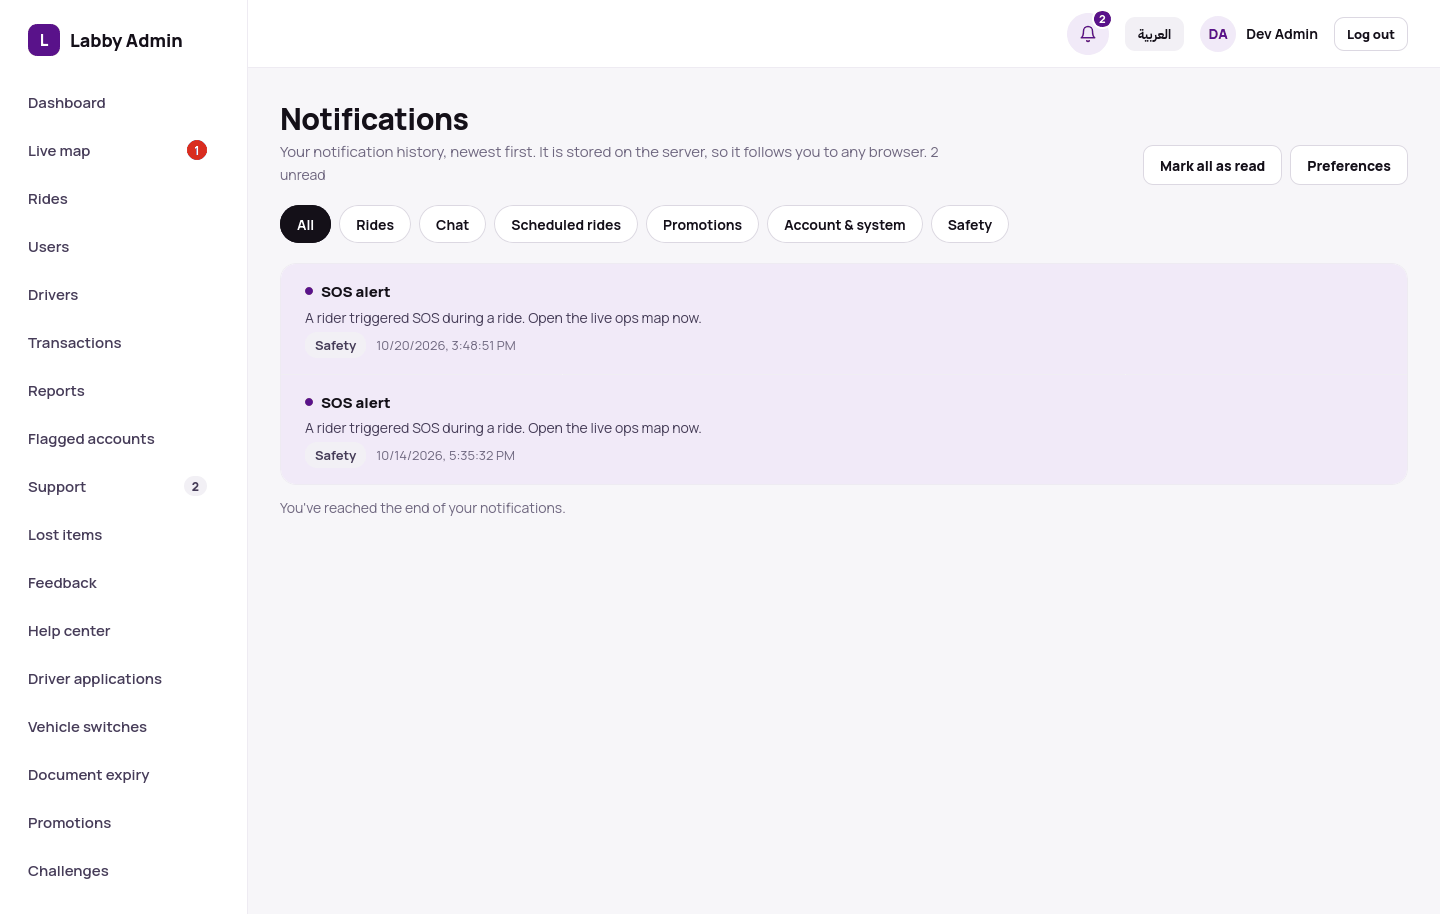 L
Labby Admin
Dashboard
Live map
1
Rides
Users
Drivers
Transactions
Reports
Flagged accounts
Support
2
Lost items
Feedback
Help center
Driver applications
Vehicle switches
Document expiry
Promotions
Challenges
2
العربية
DA
Dev Admin
Log out
Notifications
Your notification history, newest first. It is stored on the server, so it follows you to any browser. 2
unread
Mark all as read
Preferences
All
Rides
Chat
Scheduled rides
Promotions
Account & system
Safety
SOS alert
A rider triggered SOS during a ride. Open the live ops map now.
Safety
10/20/2026, 3:48:51 PM
SOS alert
A rider triggered SOS during a ride. Open the live ops map now.
Safety
10/14/2026, 5:35:32 PM
You've reached the end of your notifications.